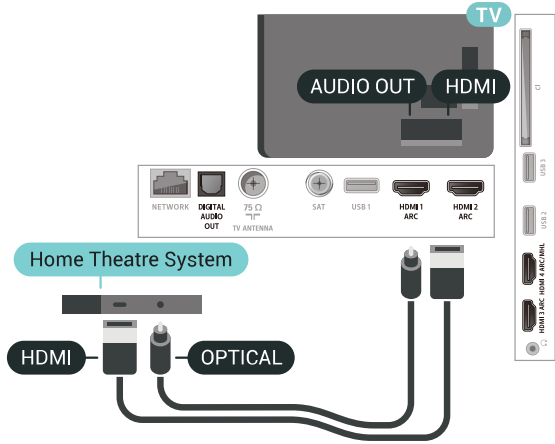 TV
AUDIO OUT
HDMI
CI
USB 3
USB 2
HDMI 4 ARC/MHL
HDMI 3 ARC
NETWORK
DIGITAL
AUDIO
OUT
75 Ω
TV ANTENNA
SAT
USB 1
HDMI 1
ARC
HDMI 2
ARC
Home Theatre System
HDMI
OPTICAL